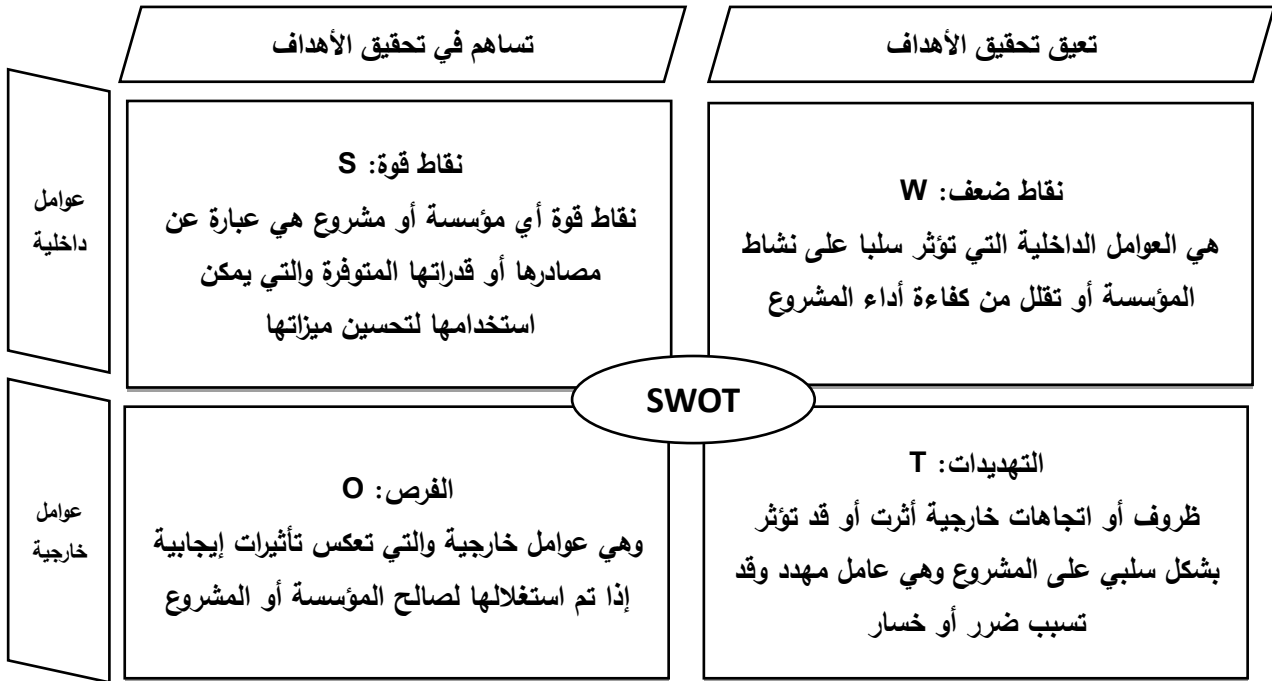 تساهم في تحقيق الأهداف
تعيق تحقيق الأهداف
عوامل
داخلية
نقاط قوة: S
نقاط قوة أي مؤسسة أو مشروع هي عبارة عن
مصادرها أو قدراتها المتوفرة والتي يمكن
استخدامها لتحسين ميزاتها
نقاط ضعف: W
هي العوامل الداخلية التي تؤثر سلبا على نشاط
المؤسسة أو تقلل من كفاءة أداء المشروع
SWOT
عوامل
خارجية
الفرص: O
وهي عوامل خارجية والتي تعكس تأثيرات إيجابية
إذا تم استغلالها لصالح المؤسسة أو المشروع
التهديدات: T
ظروف أو اتجاهات خارجية أثرت أو قد تؤثر
بشكل سلبي على المشروع وهي عامل مهدد وقد
تسبب ضرر أو خسار